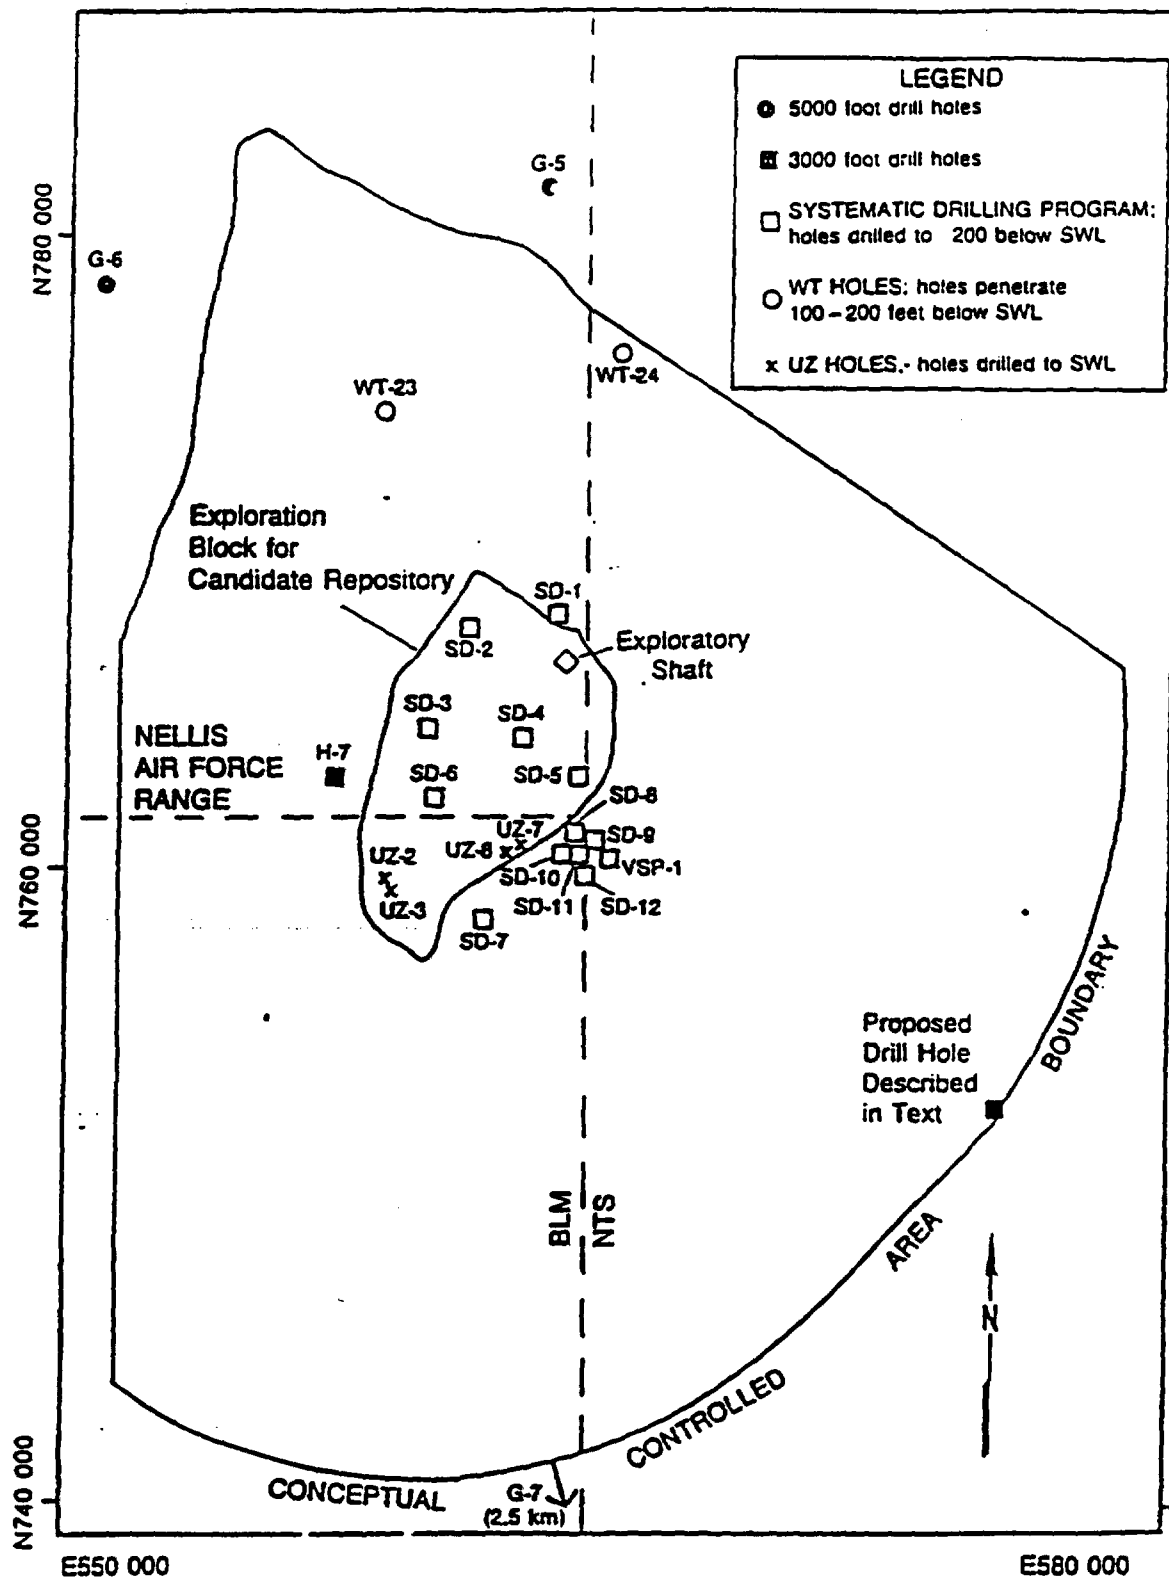 LEGEND
5000 foot drill holes
3000 foot drill holes
SYSTEMATIC DRILLING PROGRAM:
holes drilled to 200 below SWL
WT HOLES: holes penetrate
100-200 feet below SWL
x UZ HOLES.- holes drilled to SWL
G-5
N780 000
G-6
WT-24
WT-23
Exploration
Block for
Candidate Repository
SD-1
SD-2
Exploratory
Shaft
SD-3
SD-4
NELLIS
AIR FORCE
RANGE
H-7
SD-6
SD-5
SD-8
UZ-7
SD-9
N760 000
UZ-2
UZ-8
SD-10
VSP-1
UZ-3
SD-11
SD-12
SD-7
Proposed
Drill Hole
Described
in Text
BOUNDARY
BLM
NTS
AREA
N
CONTROLLED
CONCEPTUAL
G-7
(2.5 km)
N740 000
E550 000
E580 000